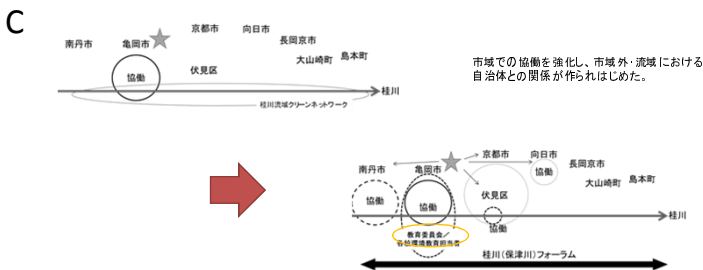 C
京都市
向日市
南丹市
亀岡市
長岡京市
伏見区
大山崎町
島本町
協働
桂川
桂川流域クリーンネットワーク
市域での協働を強化し、市域外・流域における
自治体との関係が作られはじめた。
京都市
向日市
南丹市
亀岡市
長岡京市
大山崎町
島本町
協働
伏見区
協働
協働
桂川
協働
教育委員会／
各校環境教育担当者
桂川(保津川)フォーラム